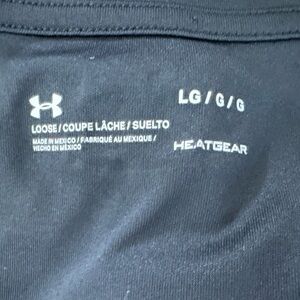 LG / G / G
LOOSE / COUPE LÂCHE / SUELTO
MADE IN MEXICO / FABRIQUÉ AU MEXIQUE /
HECHO EN MÉXICO
HEATGEAR